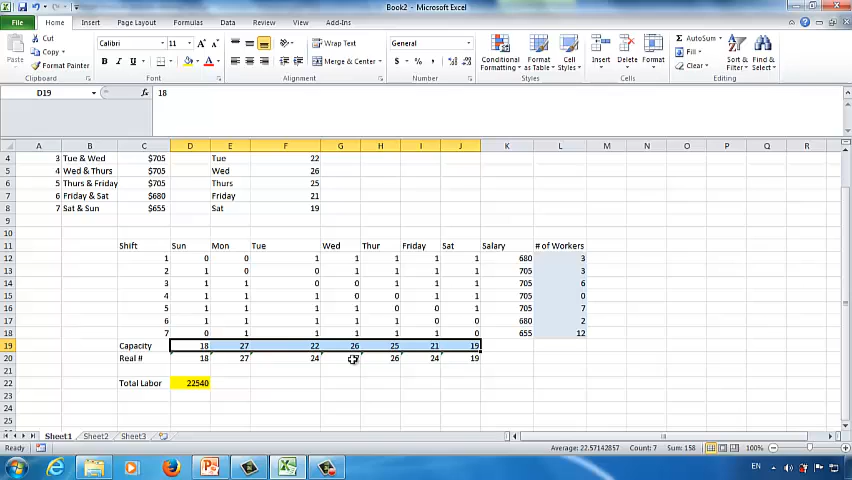 Book2 - Microsoft Excel
File Home Insert Page Layout Formulas Data Review View Add-Ins
Paste Cut Copy Format Painter Calibri 11 Wrap Text General Conditional Formatting Format as Table Cell Styles Insert Delete Format AutoSum Fill Clear Sort & Filter Find & Select
B I U Merge & Center $ % ,
Clipboard Font Alignment Number Styles Cells Editing
D19 fx 18
A B C D E F G H I J K L M N O P Q R
4 3 Tue & Wed $705 Tue 22
5 4 Wed & Thurs $705 Wed 26
6 5 Thurs & Friday $705 Thurs 25
7 6 Friday & Sat $680 Friday 21
8 7 Sat & Sun $655 Sat 19
9
10
11 Shift Sun Mon Tue Wed Thur Friday Sat Salary # of Workers
12 1 0 0 1 1 1 1 1 680 3
13 2 1 0 0 1 1 1 1 705 3
14 3 1 1 0 0 1 1 1 705 6
15 4 1 1 1 0 0 1 1 705 0
16 5 1 1 1 1 0 0 1 705 7
17 6 1 1 1 1 1 0 0 680 2
18 7 0 1 1 1 1 1 0 655 12
19 Capacity 18 27 22 26 25 21 19
20 Real # 18 27 24 26 24 19
21
22 Total Labor 22540
23
24
25
Sheet1 Sheet2 Sheet3
Ready Average: 22.57142857 Count: 7 Sum: 158 100%
EN